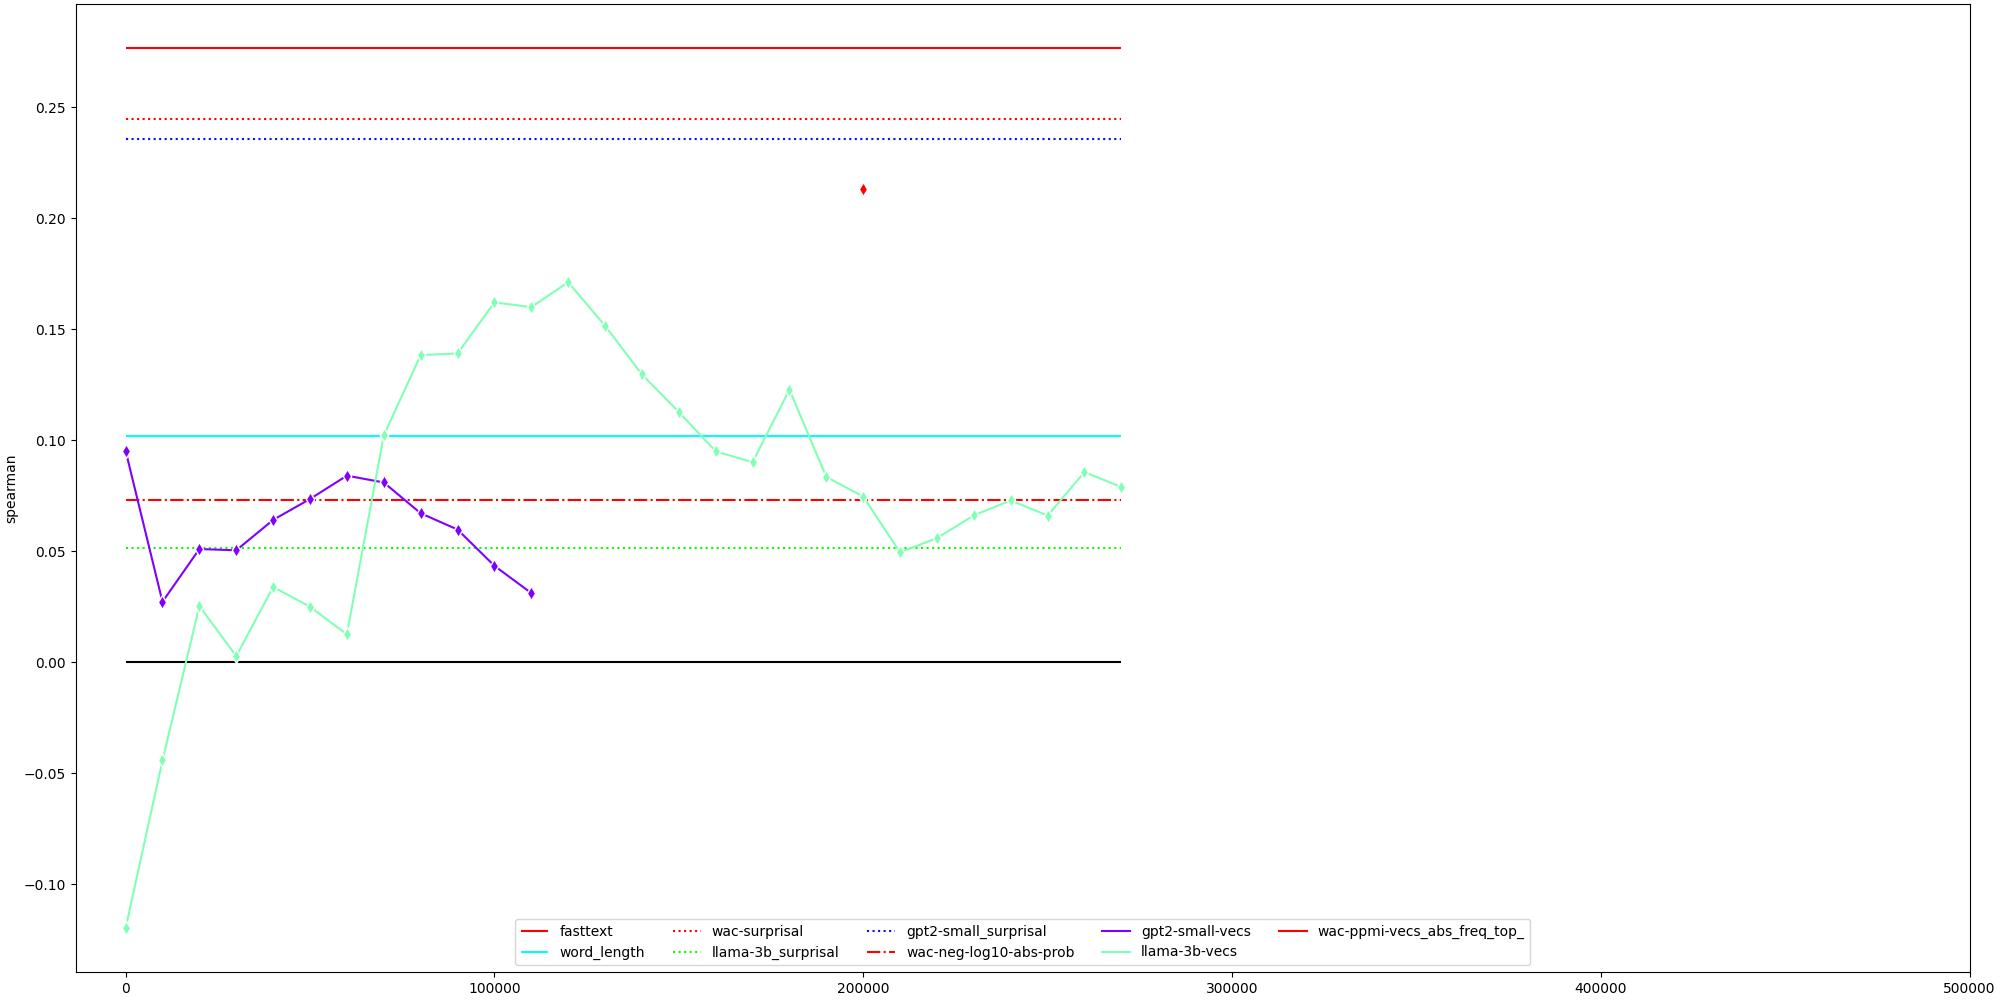 0.25
0.20
0.15
0.10
0.05
0.00
−0.05
−0.10
spearman
fasttext
word_length
wac-surprisal
llama-3b_surprisal
gpt2-small_surprisal
wac-neg-log10-abs-prob
gpt2-small-vecs
llama-3b-vecs
wac-ppmi-vecs_abs_freq_top_
0 100000 200000 300000 400000 500000